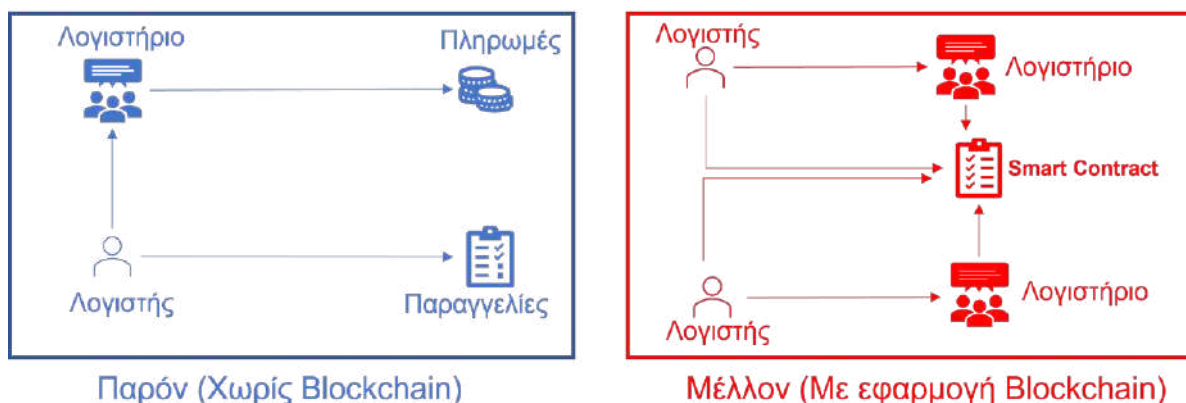 Λογιστήριο
Πληρωμές
Λογιστής
Παραγγελίες
Παρόν (Χωρίς Blockchain)
Λογιστής
Λογιστήριο
Smart Contract
Λογιστήριο
Λογιστής
Μέλλον (Με εφαρμογή Blockchain)